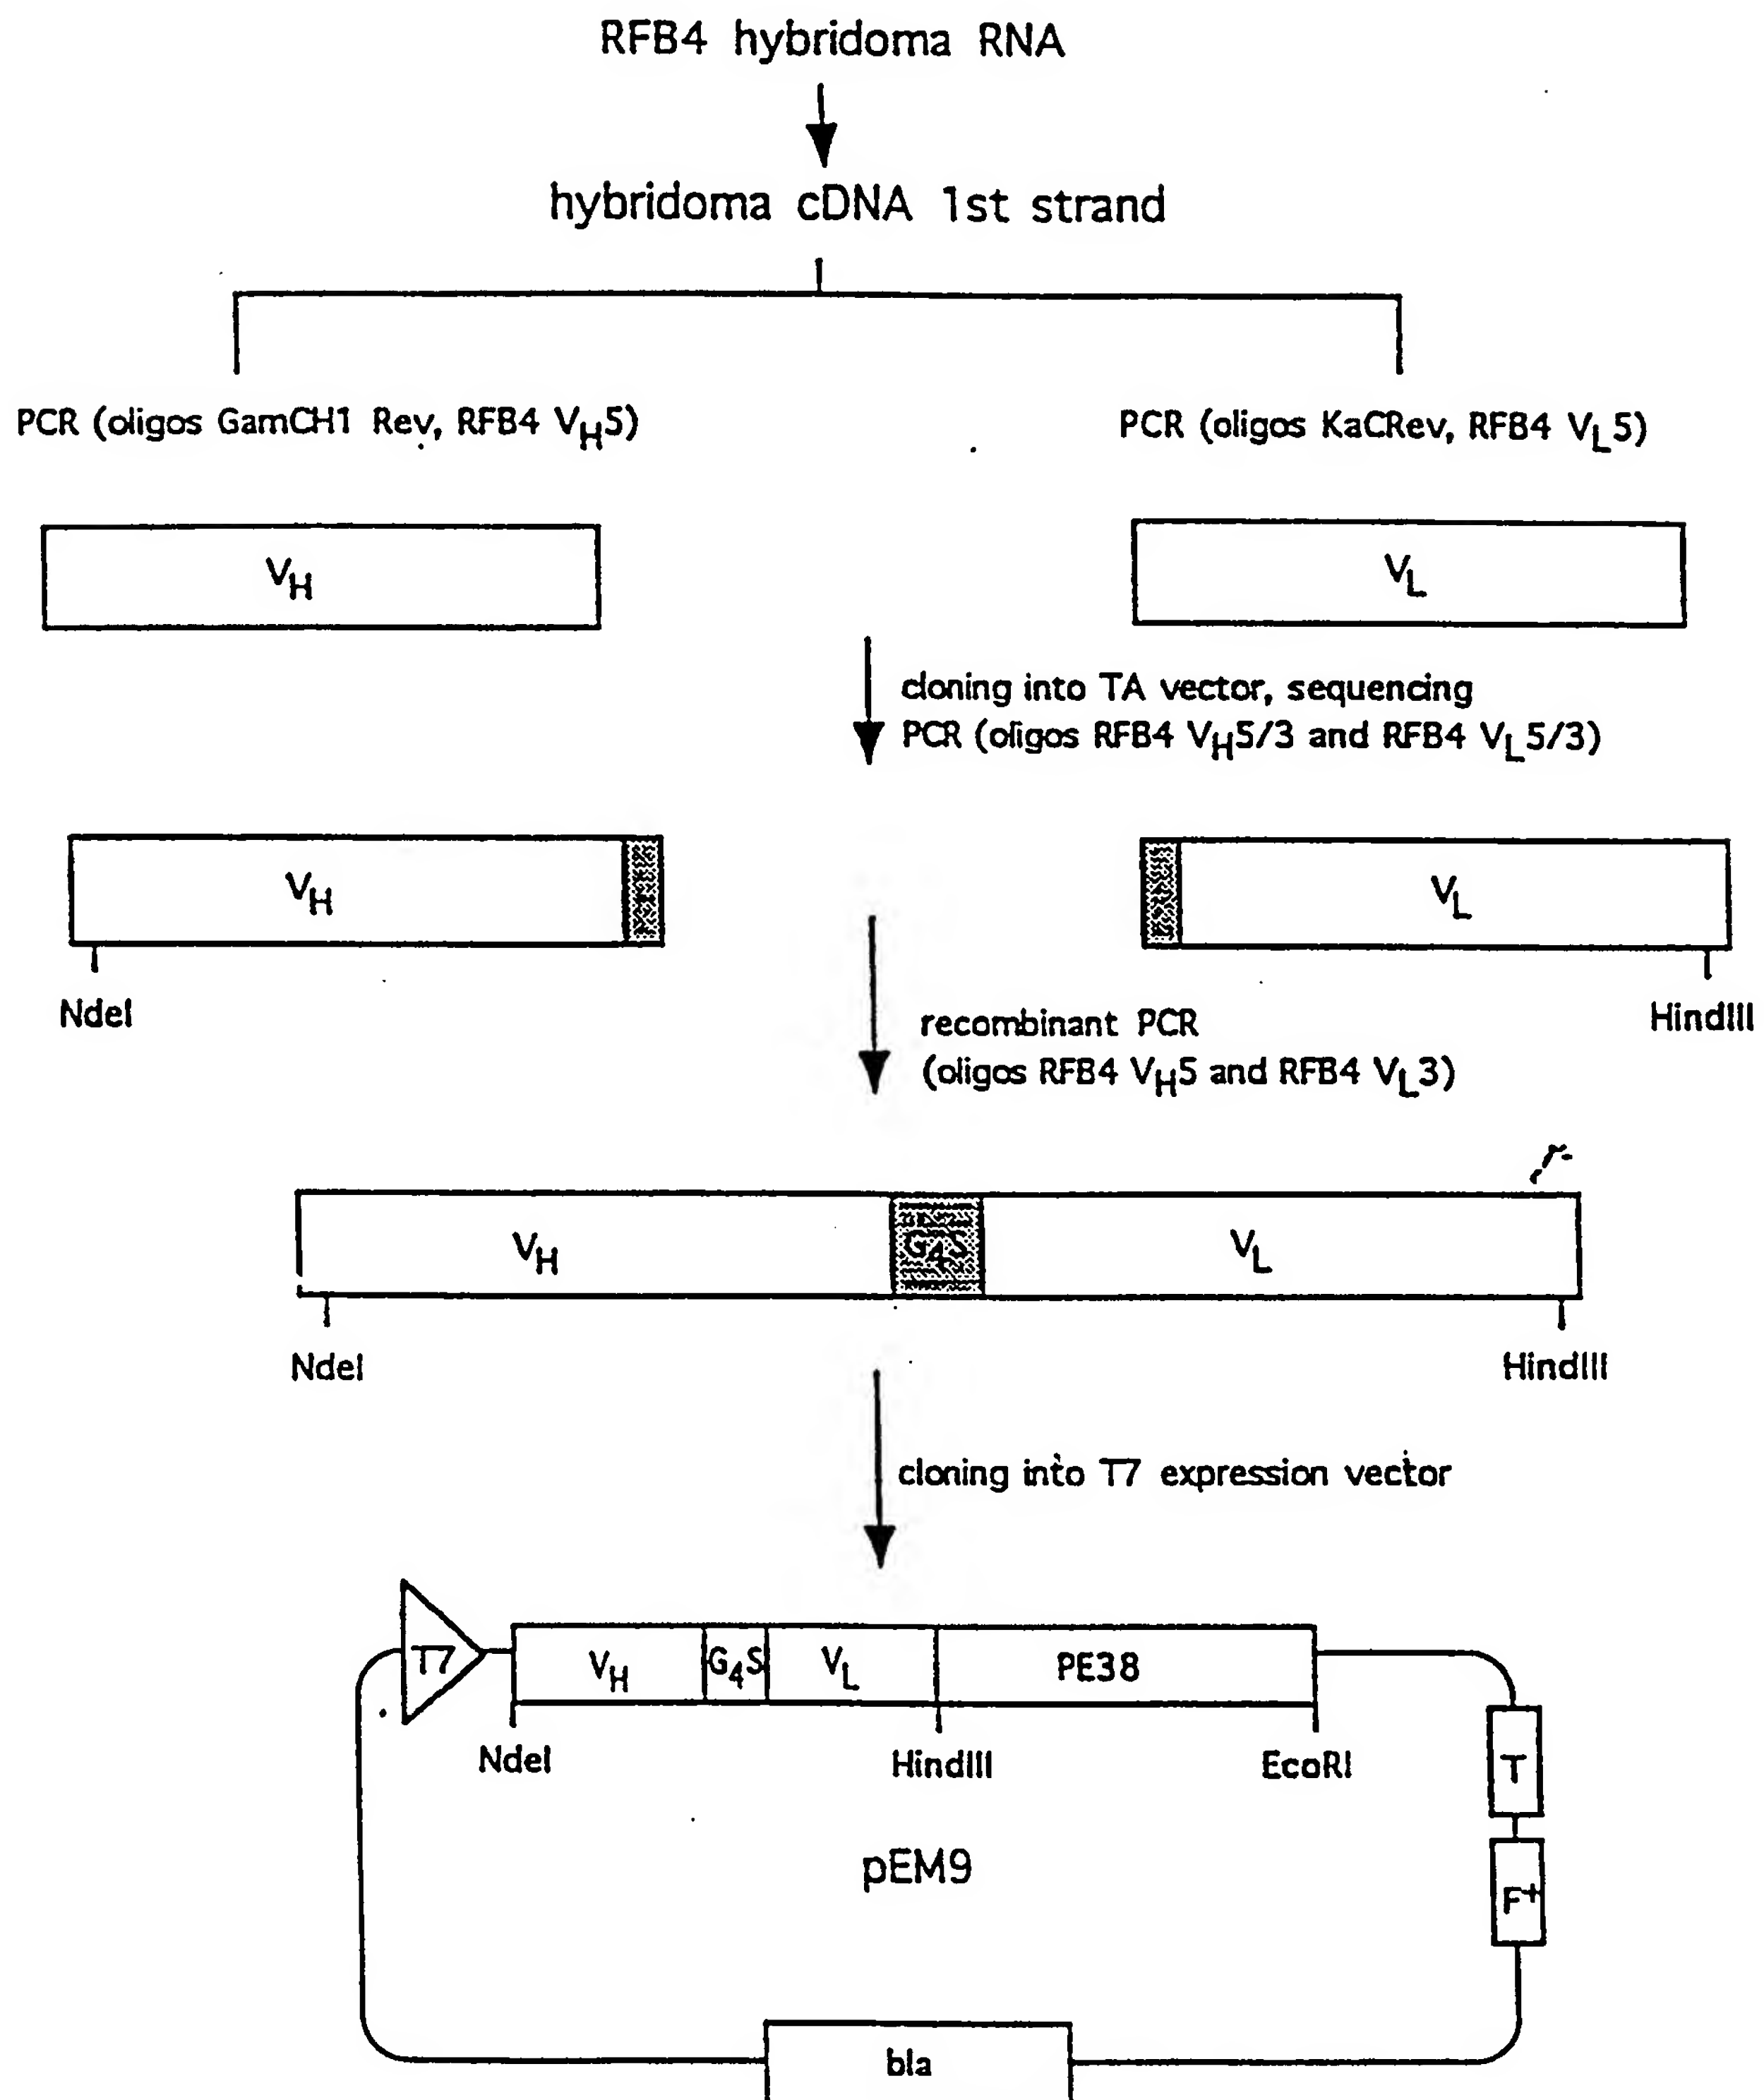 RFB4 hybridoma RNA
hybridoma cDNA 1st strand
PCR (oligos GamCH1 Rev, RFB4 VH5)
PCR (oligos KaCRev, RFB4 VL5)
VH
VL
cloning into TA vector, sequencing
PCR (oligos RFB4 VH5/3 and RFB4 VL5/3)
VH
VL
NdeI
HindIII
recombinant PCR
(oligos RFB4 VH5 and RFB4 VL3)
VH
G4S
VL
NdeI
HindIII
cloning into T7 expression vector
T7
VH
G4S
VL
PE38
NdeI
HindIII
EcoRI
T
pEM9
F+
bla